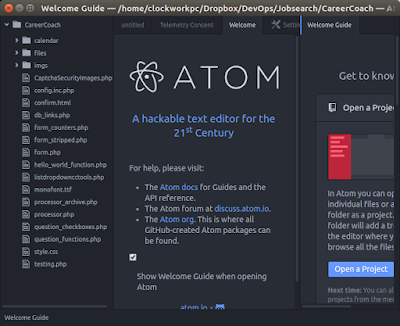 Welcome Guide — /home/clockworkpc/Dropbox/DevOps/Jobsearch/CareerCoach — A
CareerCoach
calendar
files
imgs
CaptchaSecurityImages.php
config.inc.php
confirm.html
db_links.php
form_counters.php
form_stripped.php
form.php
hello_world_function.php
listdropdowncctools.php
monofont.ttf
processor_archive.php
processor.php
question_checkboxes.php
question_functions.php
style.css
testing.php
untitled
Telemetry Consent
Welcome
Settin
ATOM
A hackable text editor for the
21st Century
For help, please visit:
• The Atom docs for Guides and the
API reference.
• The Atom forum at discuss.atom.io.
• The Atom org. This is where all
GitHub-created Atom packages can
be found.
Show Welcome Guide when opening
Atom
atom.io ×
Welcome Guide
Get to know
Open a Project
In Atom you can op
individual files or a
folder as a project.
folder will add a tr
the editor where y
browse all the files
Open a Project
Next time: You can als
projects from the me
Welcome Guide